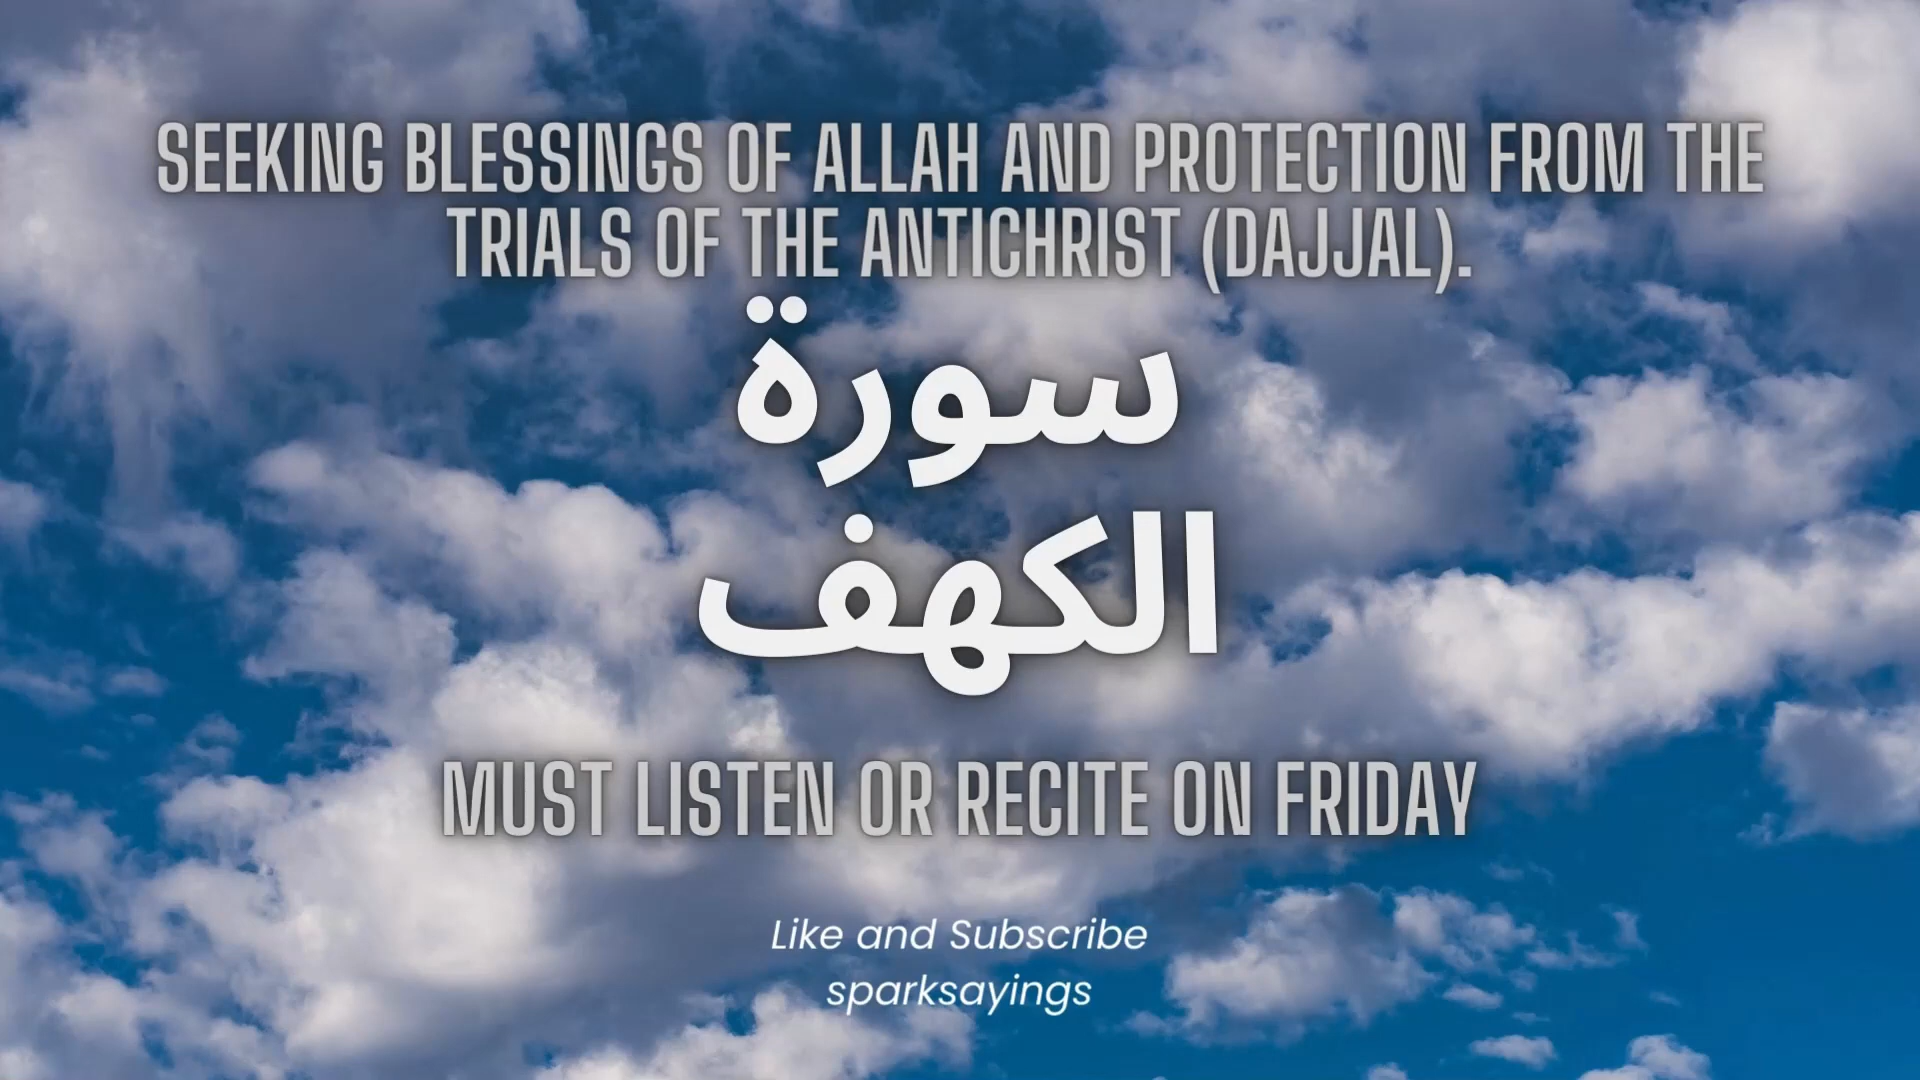 SEEKING BLESSINGS OF ALLAH AND PROTECTION FROM THE
TRIALS OF THE ANTICHRIST (DAJJAL).
سورة
الكهف
MUST LISTEN OR RECITE ON FRIDAY
Like and Subscribe
sparksayings